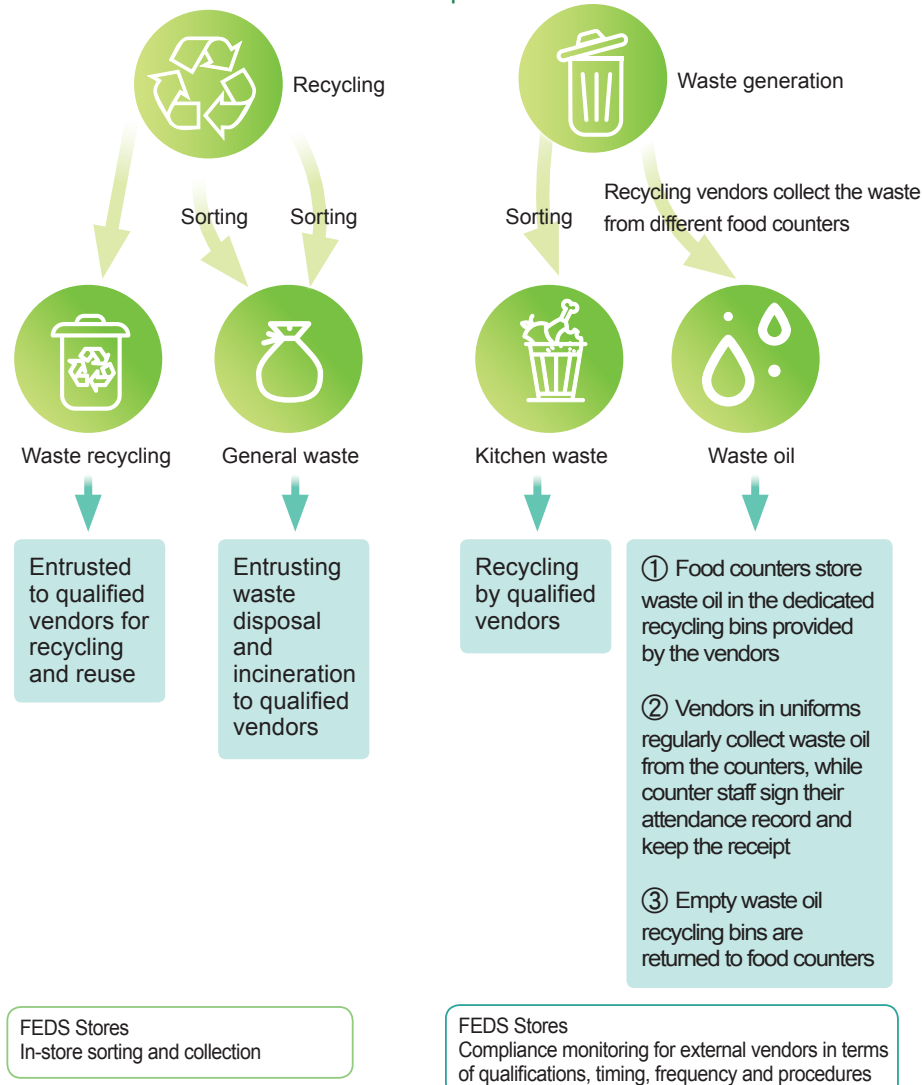 Recycling
Waste generation
Sorting
Sorting
Sorting
Recycling vendors collect the waste
from different food counters
Waste recycling
General waste
Kitchen waste
Waste oil
Entrusted
to qualified
vendors for
recycling
and reuse
Entrusting
waste
disposal
and
incineration
to qualified
vendors
Recycling
by qualified
vendors
① Food counters store
waste oil in the dedicated
recycling bins provided
by the vendors
② Vendors in uniforms
regularly collect waste oil
from the counters, while
counter staff sign their
attendance record and
keep the receipt
③ Empty waste oil
recycling bins are
returned to food counters
FEDS Stores
In-store sorting and collection
FEDS Stores
Compliance monitoring for external vendors in terms
of qualifications, timing, frequency and procedures